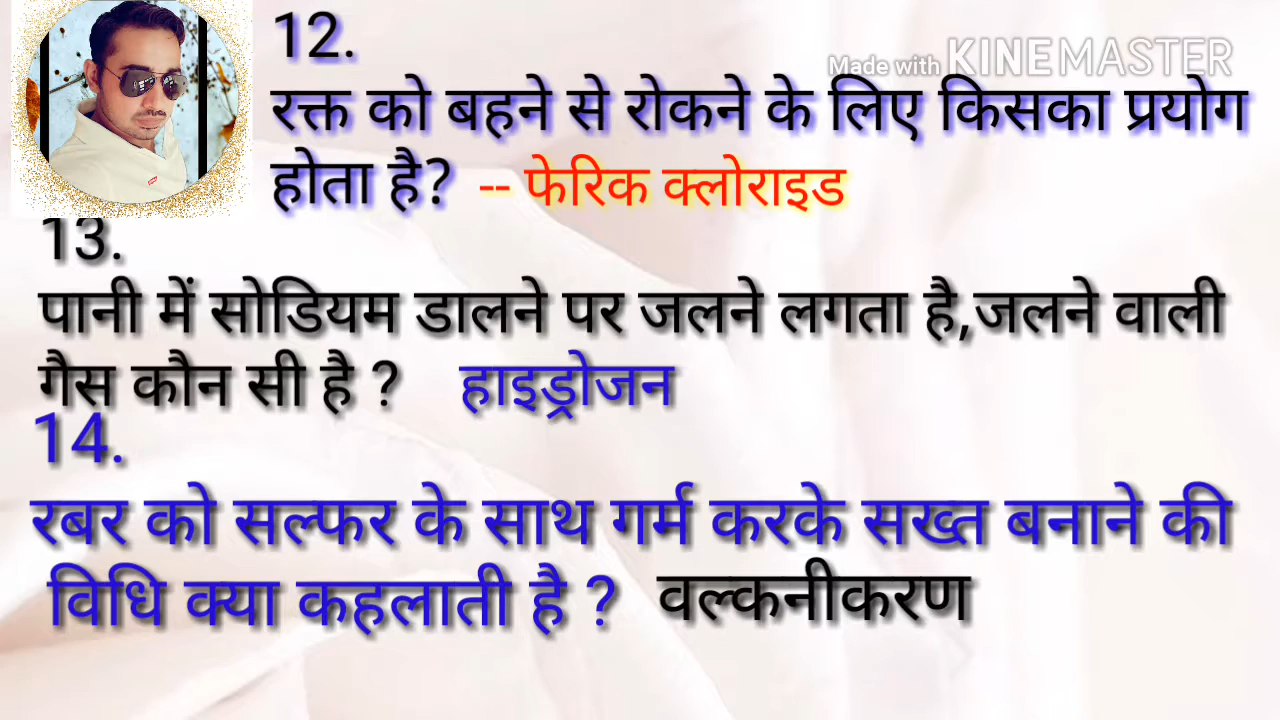 12.
Made with KINEMASTER
रक्त को बहने से रोकने के लिए किसका प्रयोग
होता है? -- फेरिक क्लोराइड
13.
पानी में सोडियम डालने पर जलने लगता है,जलने वाली
गैस कौन सी है ? हाइड्रोजन
14.
रबर को सल्फर के साथ गर्म करके सख्त बनाने की
विधि क्या कहलाती है ? वल्कनीकरण